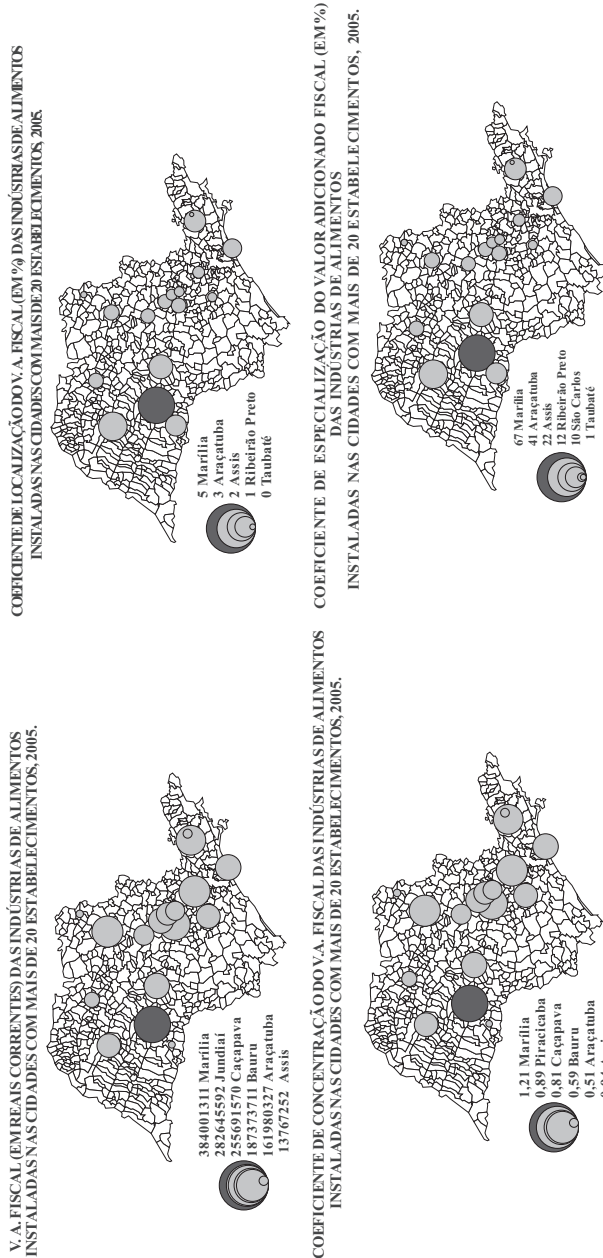 V. A. FISCAL (EM REAIS CORRENTES) DAS INDÚSTRIAS DE ALIMENTOS
INSTALADAS NAS CIDADES COM MAIS DE 20 ESTABELECIMENTOS, 2005.
384001311 Marília
282645592 Jundiaí
255691570 Caçapava
187373711 Bauru
161980327 Araçatuba
13767252 Assis
COEFICIENTE DE LOCALIZAÇÃO DO V. A. FISCAL (EM %) DAS INDÚSTRIAS DE ALIMENTOS
INSTALADAS NAS CIDADES COM MAIS DE 20 ESTABELECIMENTOS, 2005.
5 Marília
3 Araçatuba
2 Assis
1 Ribeirão Preto
0 Taubaté
COEFICIENTE DE CONCENTRAÇÃO DO V. A. FISCAL DAS INDÚSTRIAS DE ALIMENTOS
INSTALADAS NAS CIDADES COM MAIS DE 20 ESTABELECIMENTOS, 2005.
1,21 Marília
0,89 Piracicaba
0,81 Caçapava
0,59 Bauru
0,51 Araçatuba
COEFICIENTE DE ESPECIALIZAÇÃO DO VALOR ADICIONADO FISCAL (EM %)
DAS INDÚSTRIAS DE ALIMENTOS
INSTALADAS NAS CIDADES COM MAIS DE 20 ESTABELECIMENTOS, 2005.
67 Marília
41 Araçatuba
22 Assis
12 Ribeirão Preto
10 São Carlos
1 Taubaté